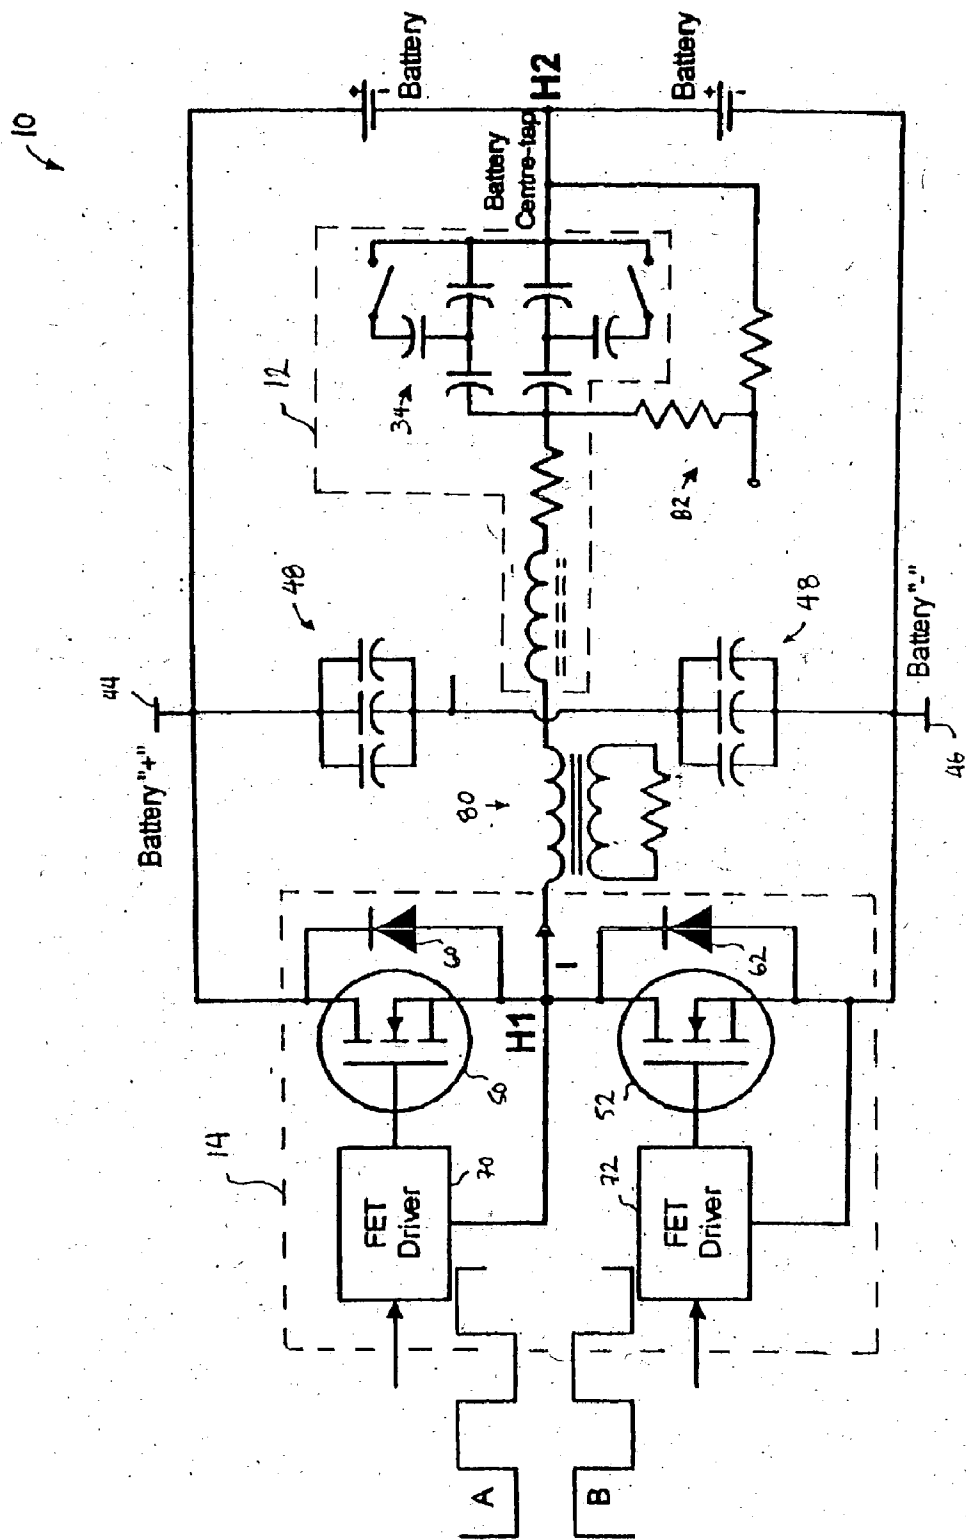 10
Battery "+"
44
48
12
34
Battery
Centre-tap
Battery
H2
Battery
14
60
50
70
FET
Driver
H1
I
80
82
A
B
62
52
72
FET
Driver
48
Battery "-"
46
+
-
+
-